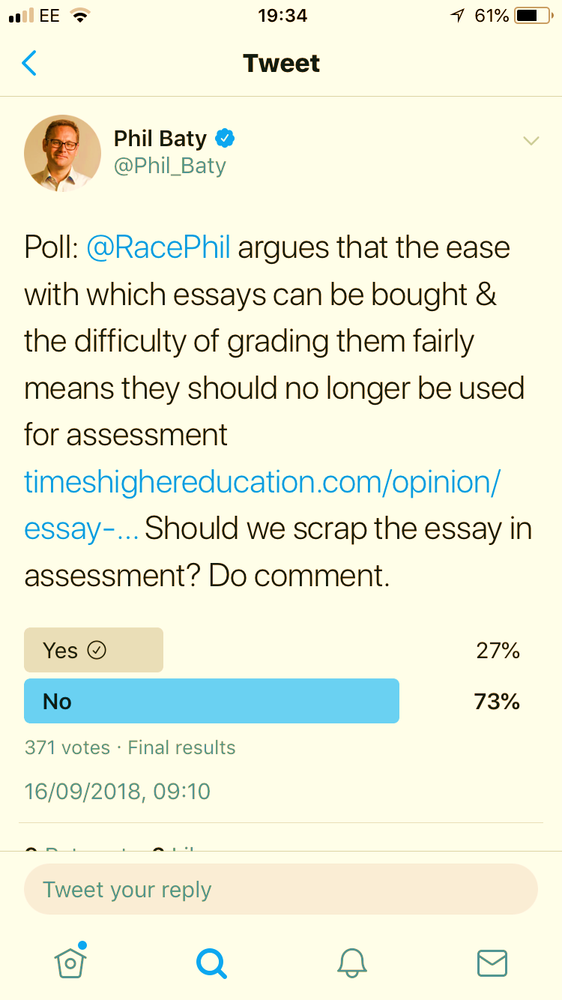 EE 19:34 61%
Tweet
Phil Baty
@Phil_Baty
Poll: @RacePhil argues that the ease
with which essays can be bought &
the difficulty of grading them fairly
means they should no longer be used
for assessment
timeshighereducation.com/opinion/
essay-... Should we scrap the essay in
assessment? Do comment.
Yes 27%
No 73%
371 votes · Final results
16/09/2018, 09:10
Tweet your reply